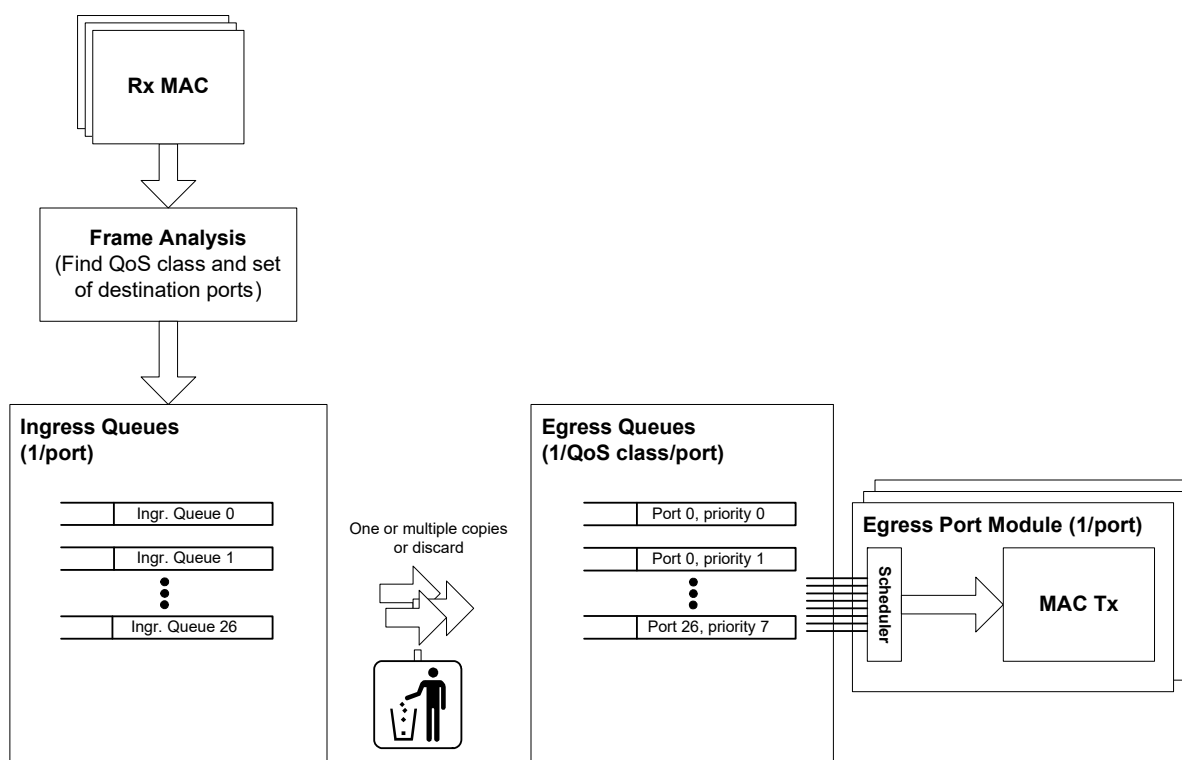 Rx MAC
Frame Analysis
(Find QoS class and set
of destination ports)
Ingress Queues
(1/port)
Ingr. Queue 0
Ingr. Queue 1
Ingr. Queue 26
One or multiple copies
or discard
Egress Queues
(1/QoS class/port)
Port 0, priority 0
Port 0, priority 1
Port 26, priority 7
Egress Port Module (1/port)
Scheduler
MAC Tx